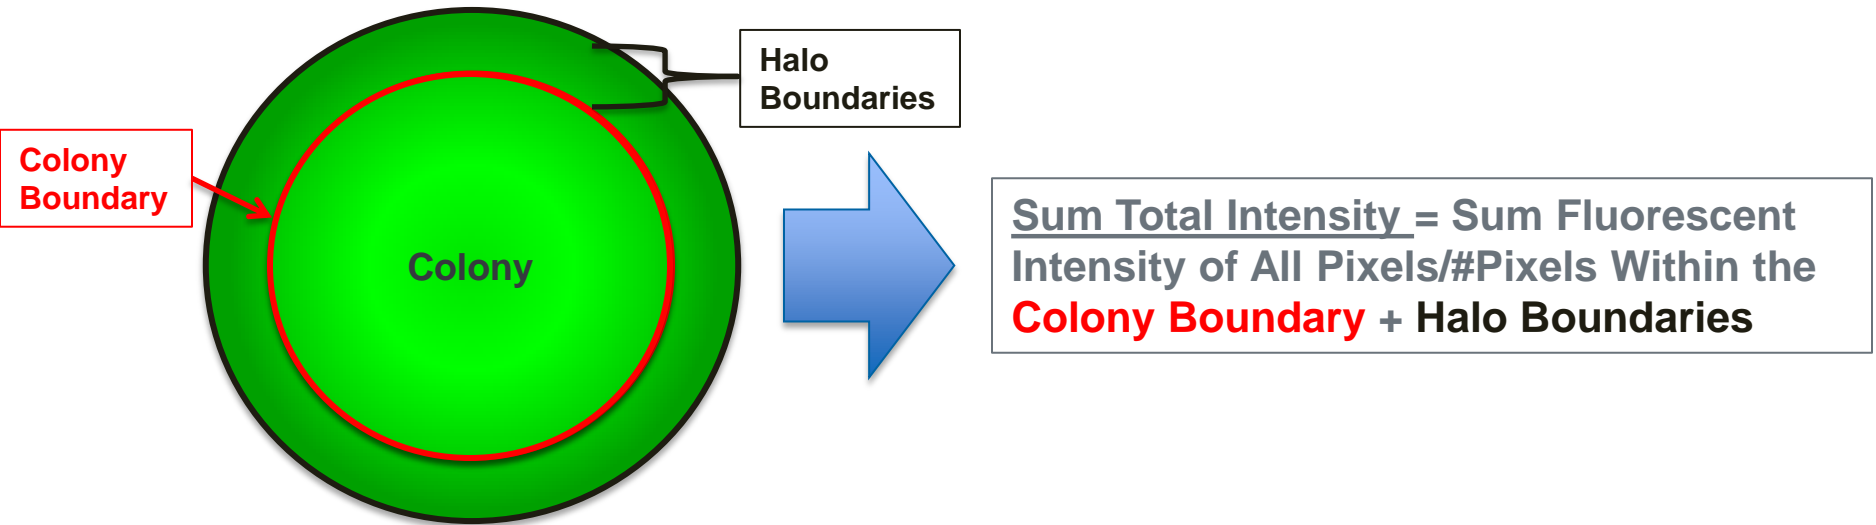 Halo
Boundaries
Colony
Boundary
Colony
Sum Total Intensity = Sum Fluorescent
Intensity of All Pixels/#Pixels Within the
Colony Boundary + Halo Boundaries